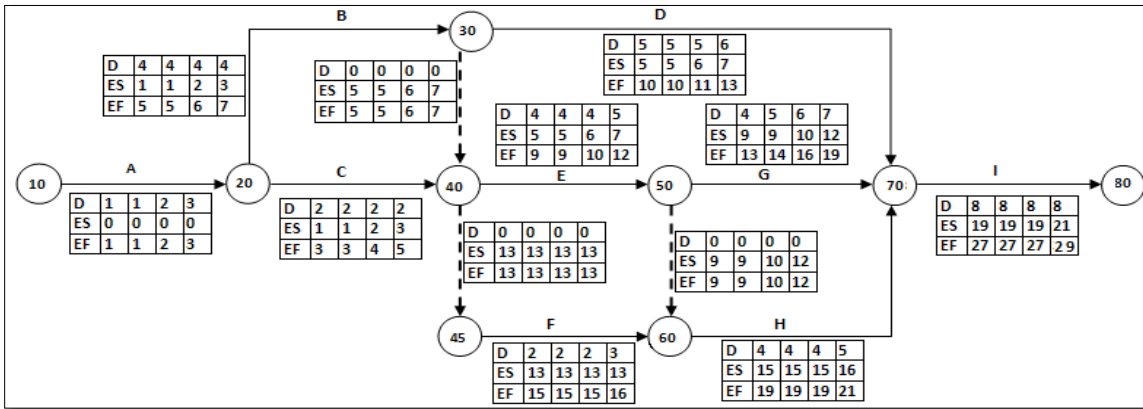 B
D
30
D 4 4 4 4
ES 1 1 2 3
EF 5 5 6 7
D 0 0 0 0
ES 5 5 6 7
EF 5 5 6 7
D 5 5 5 6
ES 5 5 6 7
EF 10 10 11 13
D 4 4 4 5
ES 5 5 6 7
EF 9 9 10 12
D 4 5 6 7
ES 9 9 10 12
EF 13 14 16 19
10
A
20
C
40
E
50
G
70:
I
80
D 1 1 2 3
ES 0 0 0 0
EF 1 1 2 3
D 2 2 2 2
ES 1 1 2 3
EF 3 3 4 5
D 0 0 0 0
ES 13 13 13 13
EF 13 13 13 13
D 0 0 0 0
ES 9 9 10 12
EF 9 9 10 12
D 8 8 8 8
ES 19 19 19 21
EF 27 27 27 29
45
F
60
H
D 2 2 2 3
ES 13 13 13 13
EF 15 15 15 16
D 4 4 4 5
ES 15 15 15 16
EF 19 19 19 21